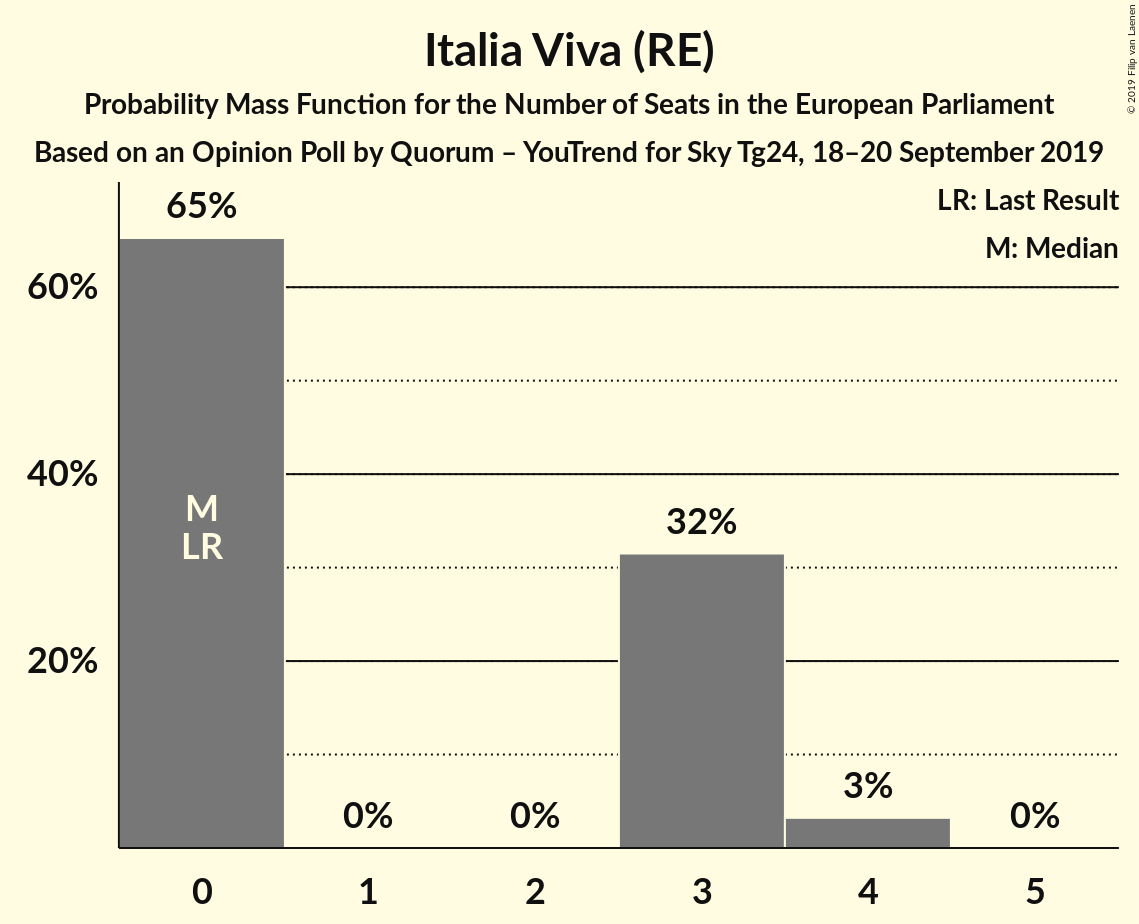 Italia Viva (RE)
Probability Mass Function for the Number of Seats in the European Parliament
Based on an Opinion Poll by Quorum – YouTrend for Sky Tg24, 18–20 September 2019
© 2019 Filip van Laenen
LR: Last Result
M: Median
65%
60%
40%
20%
M
LR
0%
0%
32%
3%
0%
0 1 2 3 4 5